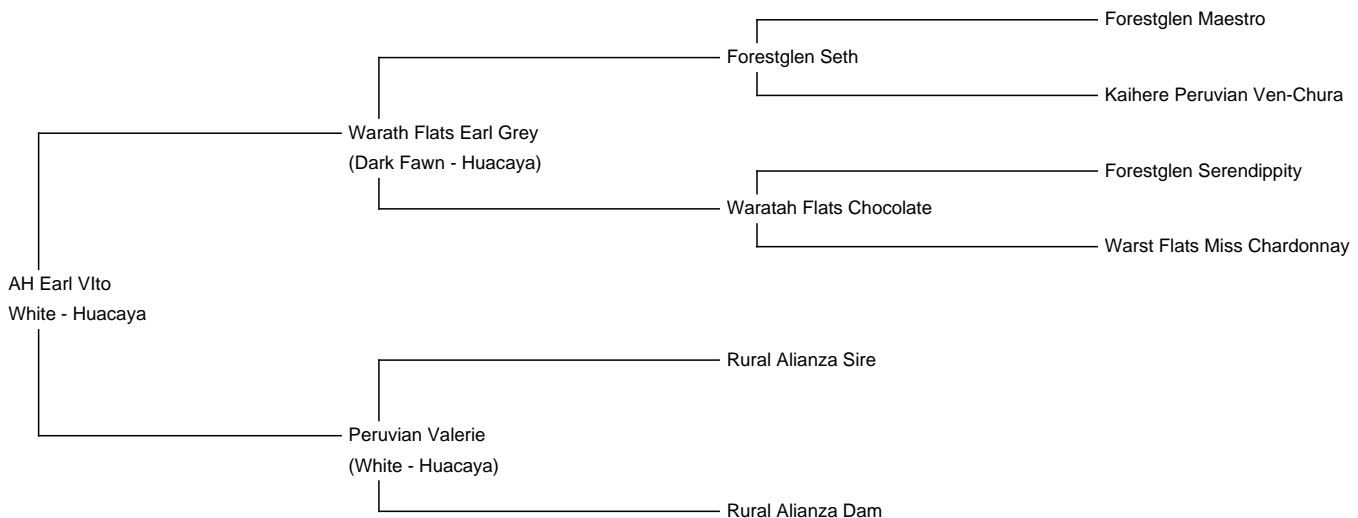 Forestglen Maestro
Forestglen Seth
Kaihere Peruvian Ven-Chura
Warath Flats Earl Grey
(Dark Fawn - Huacaya)
Forestglen Serendippity
Waratah Flats Chocolate
Warst Flats Miss Chardonnay
AH Earl VIto
White - Huacaya
Rural Alianza Sire
Peruvian Valerie
(White - Huacaya)
Rural Alianza Dam